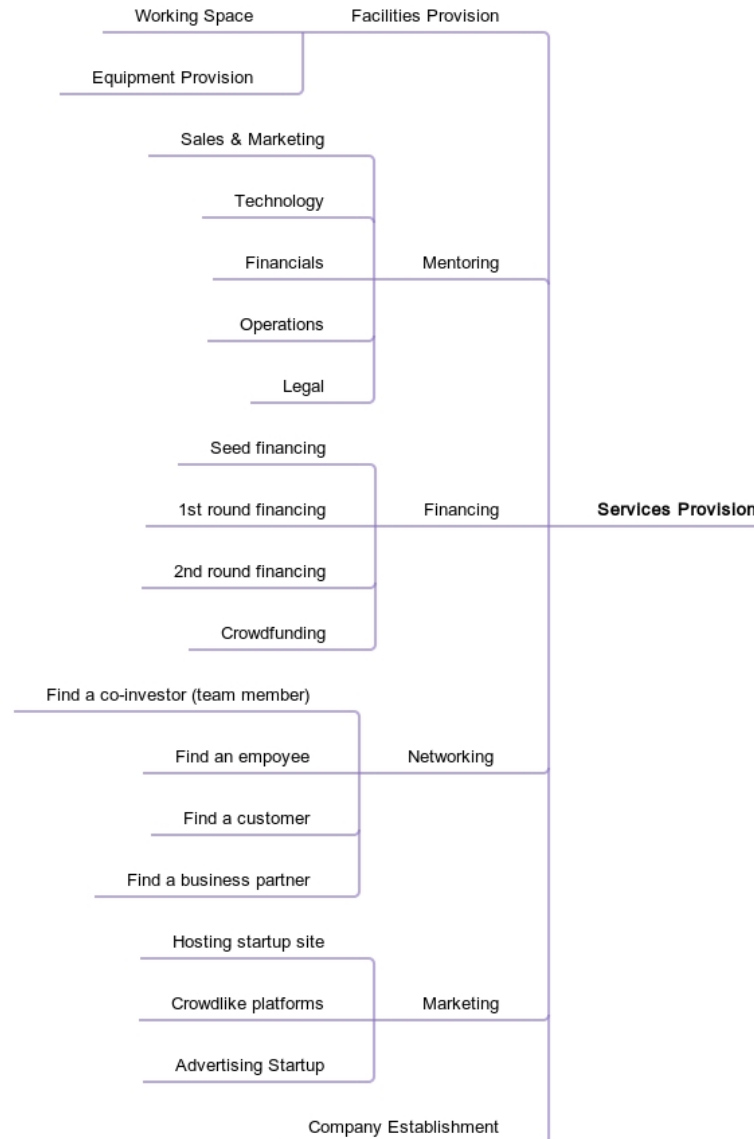 Working Space
Facilities Provision
Equipment Provision
Sales & Marketing
Technology
Financials
Mentoring
Operations
Legal
Seed financing
1st round financing
Financing
Services Provision
2nd round financing
Crowdfunding
Find a co-investor (team member)
Find an empoyee
Networking
Find a customer
Find a business partner
Hosting startup site
Crowdlike platforms
Marketing
Advertising Startup
Company Establishment